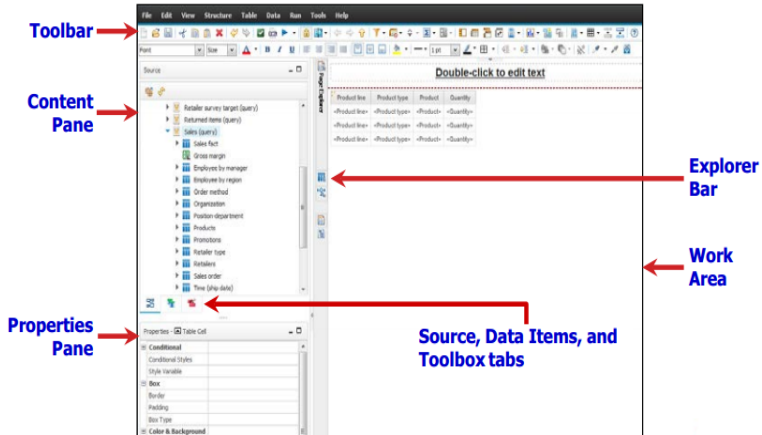 File Edit View Structure Table Data Run Tools Help
Toolbar
Font Size B I U 1 pt
Source
Page Explorer
Double-click to edit text
Content
Pane
Retailer survey target (query)
Returned items (query)
Sales (query)
Sales fact
Gross margin
Employee by manager
Employee by region
Order method
Organization
Position-department
Products
Promotions
Retailer type
Retailers
Sales order
Time (ship date)
Product line Product type Product Quantity
<Product line> <Product type> <Product> <Quantity>
<Product line> <Product type> <Product> <Quantity>
<Product line> <Product type> <Product> <Quantity>
Explorer
Bar
Work
Area
Properties
Pane
Properties - Table Cell
Conditional
Conditional Styles
Style Variable
Box
Border
Padding
Box Type
Color & Background
Source, Data Items, and
Toolbox tabs